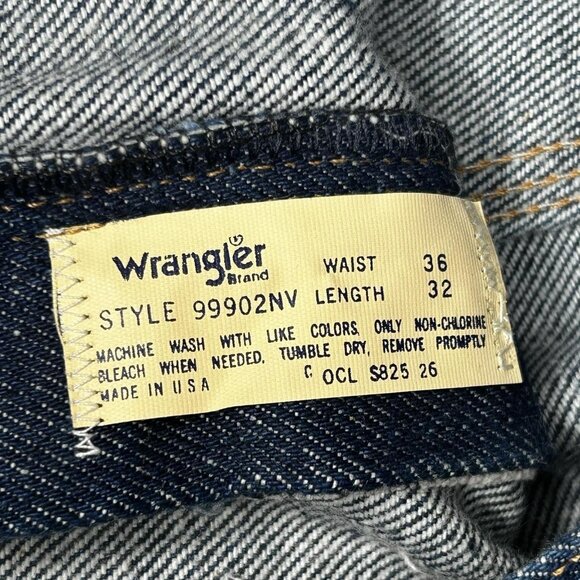 Wrangler
Brand
WAIST 36
STYLE 99902NV LENGTH 32
MACHINE WASH WITH LIKE COLORS. ONLY NON-CHLORINE
BLEACH WHEN NEEDED. TUMBLE DRY, REMOVE PROMPTLY
MADE IN U S A C OCL S825 26